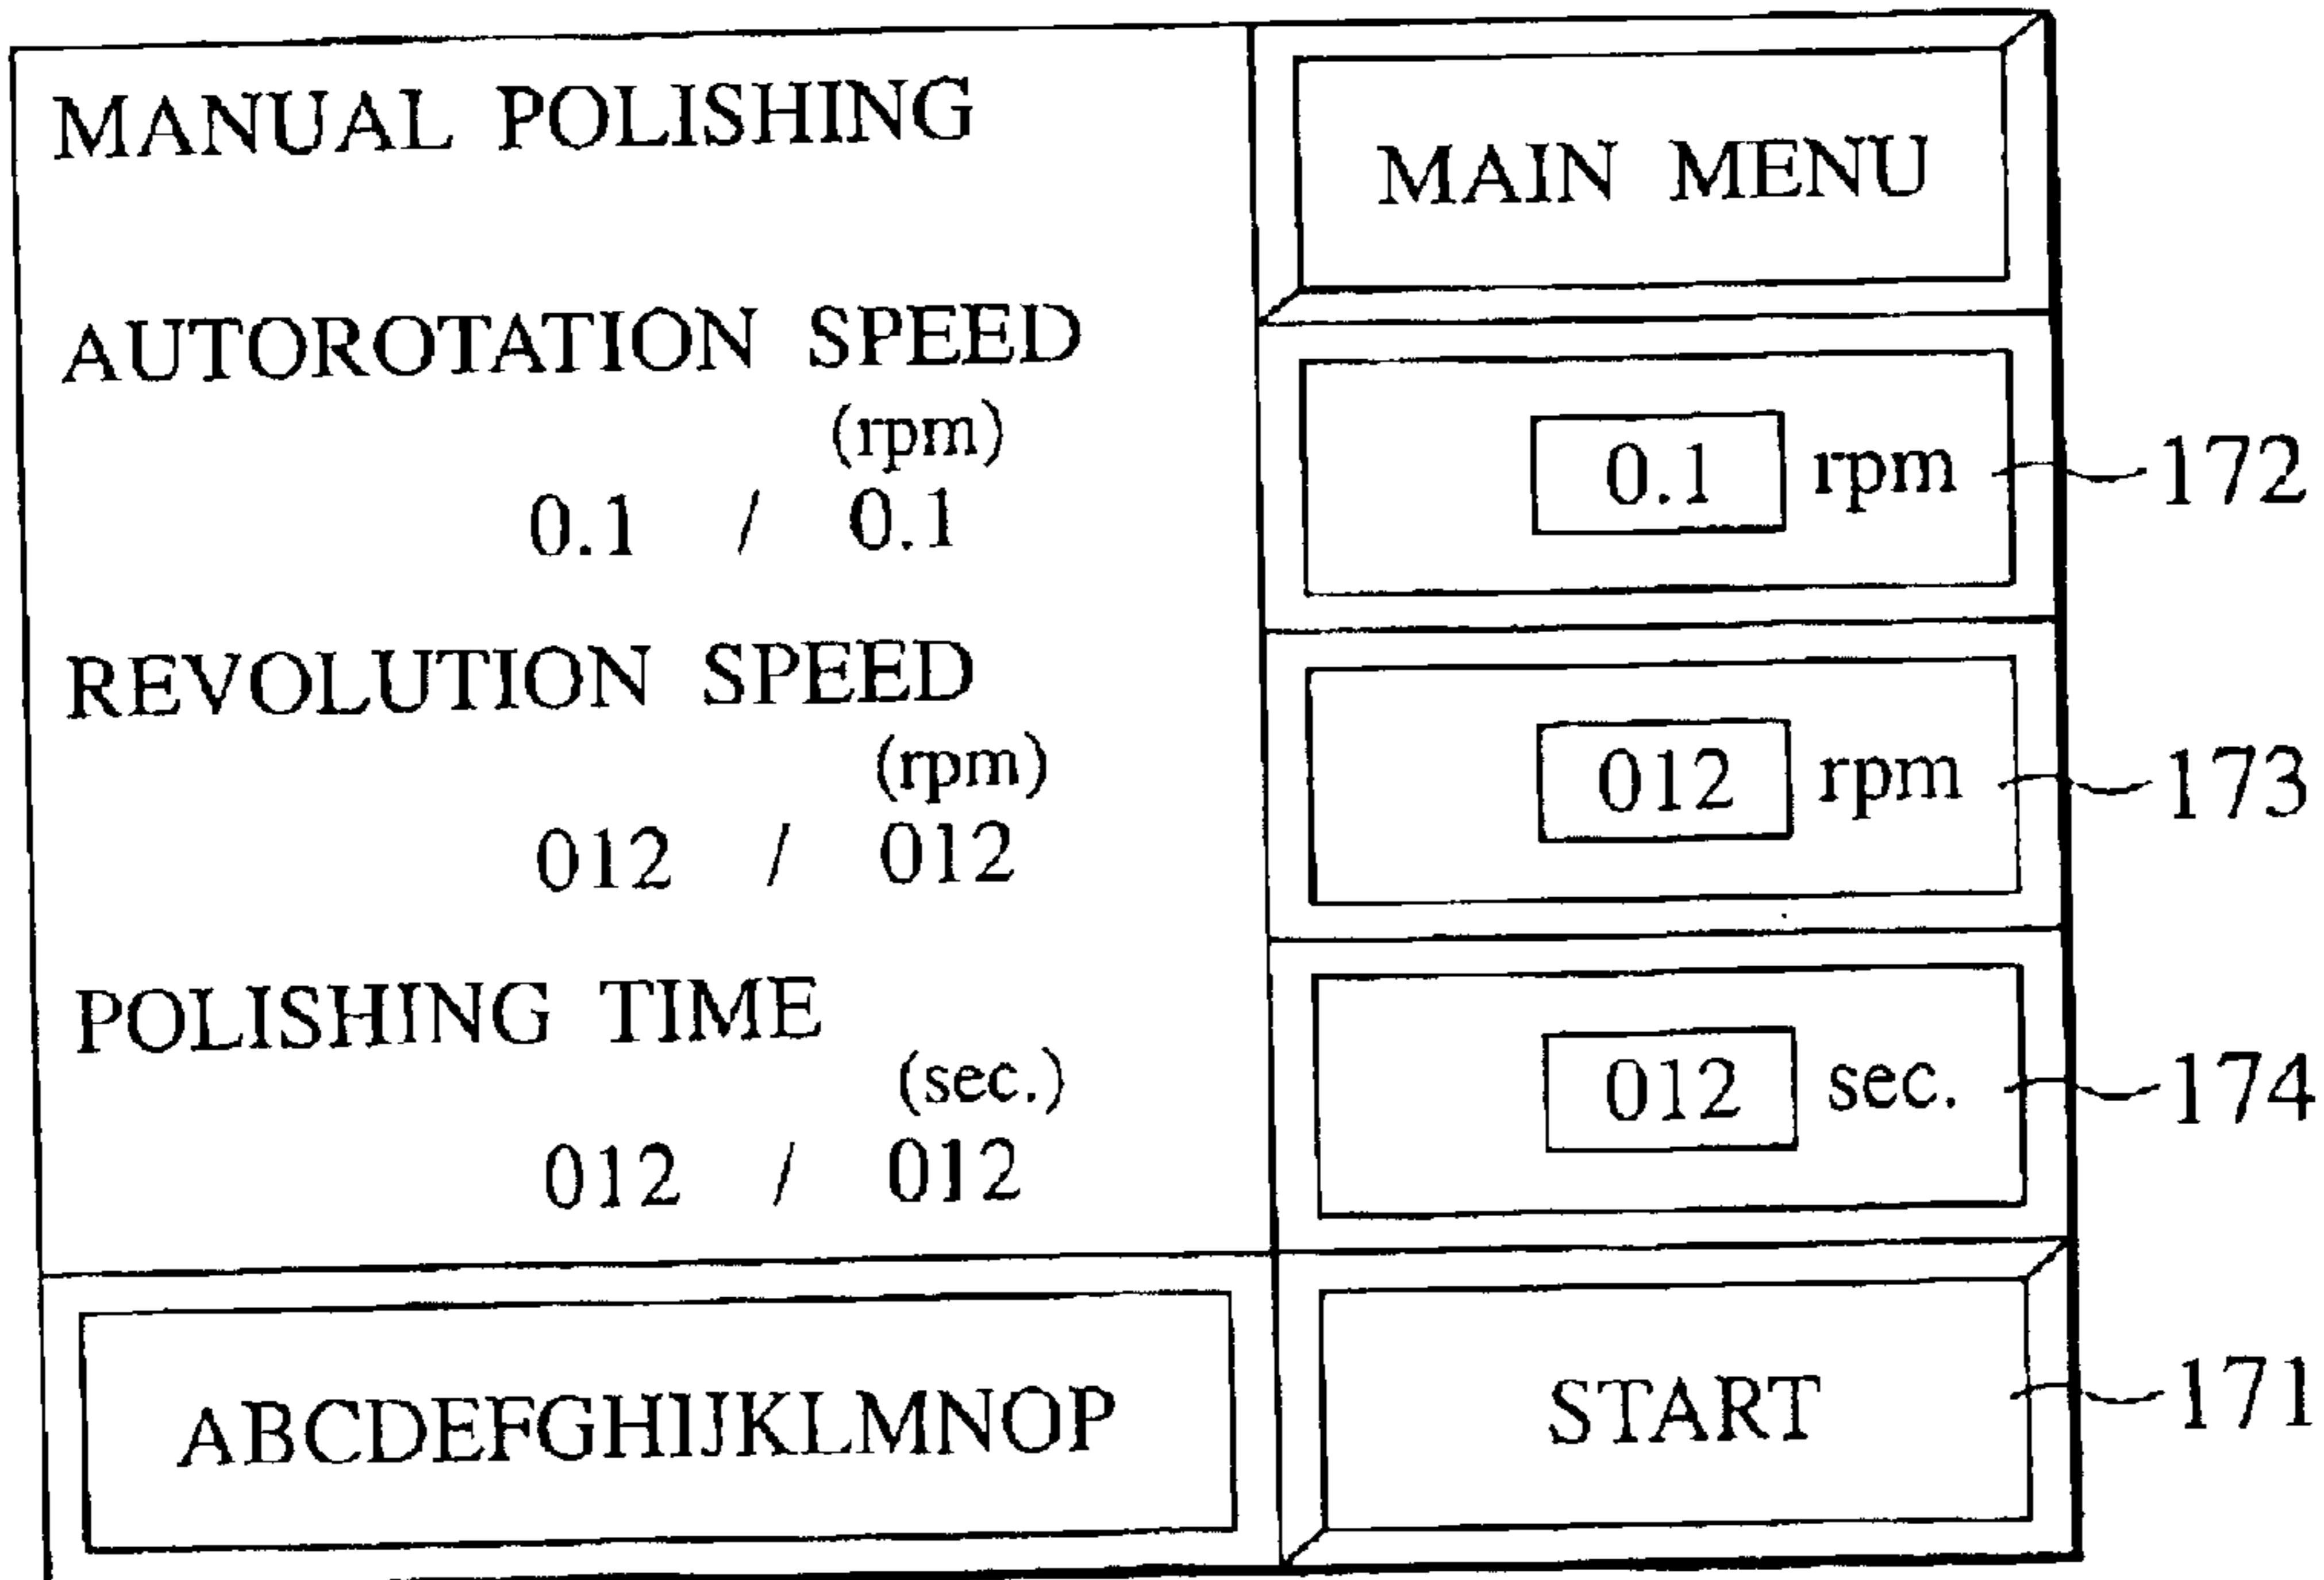 MANUAL POLISHING
MAIN MENU
AUTOROTATION SPEED
(rpm)
0.1 / 0.1
0.1 rpm
172
REVOLUTION SPEED
(rpm)
012 / 012
012 rpm
173
POLISHING TIME
(sec.)
012 / 012
012 sec.
174
ABCDEFGHIJKLMNOP
START
171